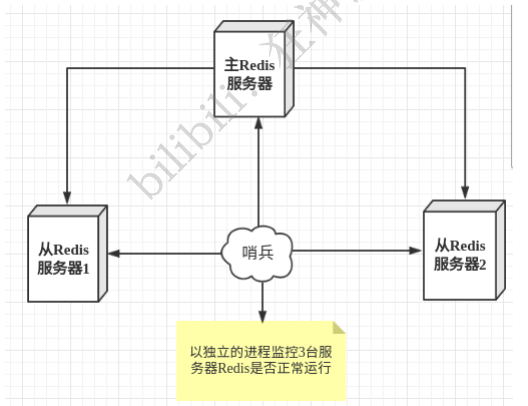 主Redis
服务器
bilibili：狂神
从Redis
服务器1
哨兵
从Redis
服务器2
以独立的进程监控3台服
务器Redis是否正常运行